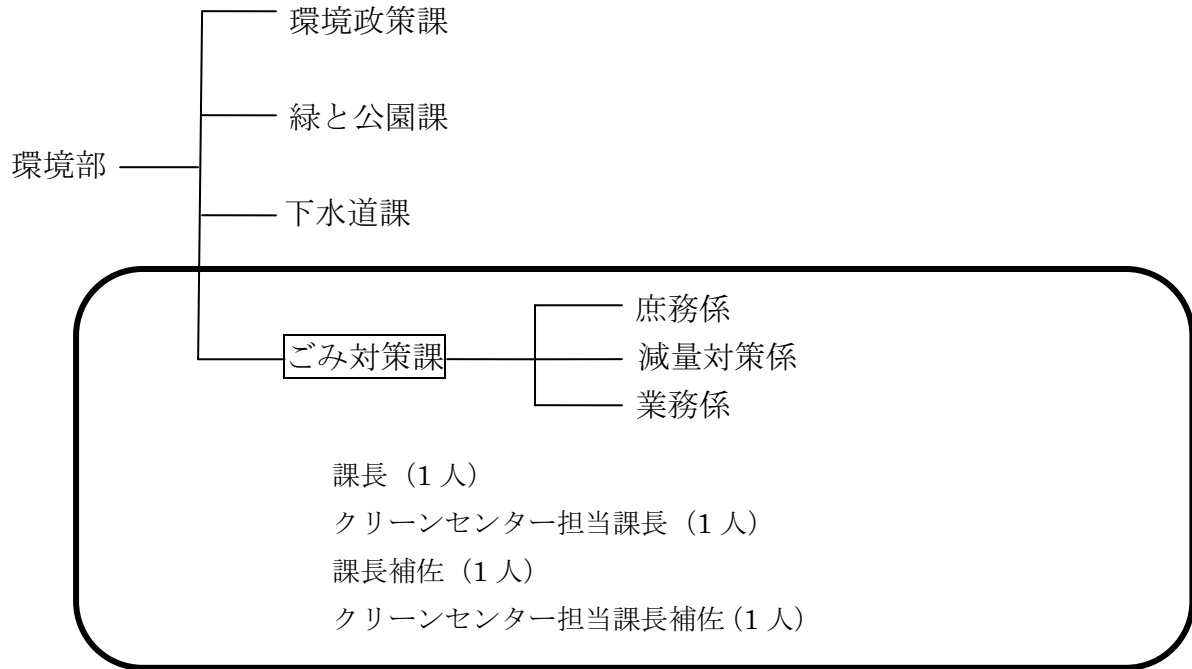 環境政策課
緑と公園課
環境部
下水道課
ごみ対策課
庶務係
減量対策係
業務係
課長（1 人）
クリーンセンター担当課長（1 人）
課長補佐（1 人）
クリーンセンター担当課長補佐（1 人）